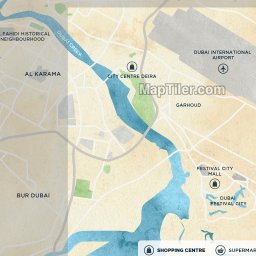 LFAHIDI HISTORICAL
NEIGHBOURHOOD
DUBAI CREEK
DUBAI INTERNATIONAL
AIRPORT
AL KARAMA
CITY CENTRE DEIRA
MapTiler.com
GARHOUD
FESTIVAL CITY
MALL
BUR DUBAI
DUBAI
FESTIVAL CITY
SHOPPING CENTRE
SUPERMAR